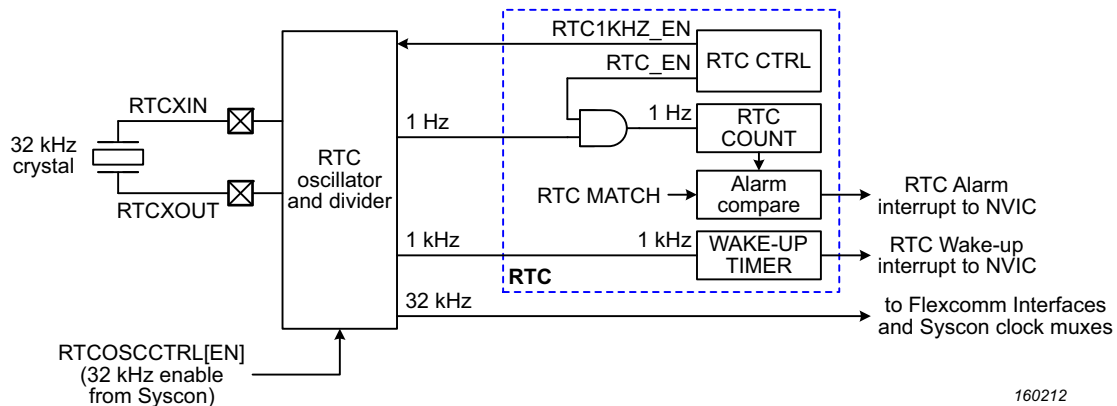 RTC1KHZ_EN
RTC CTRL
RTC_EN
RTCXIN
32 kHz
crystal
RTCXOUT
RTC
oscillator
and divider
1 Hz
1 Hz
RTC
COUNT
RTC MATCH
Alarm
compare
RTC Alarm
interrupt to NVIC
1 kHz
1 kHz
WAKE-UP
TIMER
RTC Wake-up
interrupt to NVIC
RTC
32 kHz
to Flexcomm Interfaces
and Syscon clock muxes
RTCOSCCTRL[EN]
(32 kHz enable
from Syscon)
160212